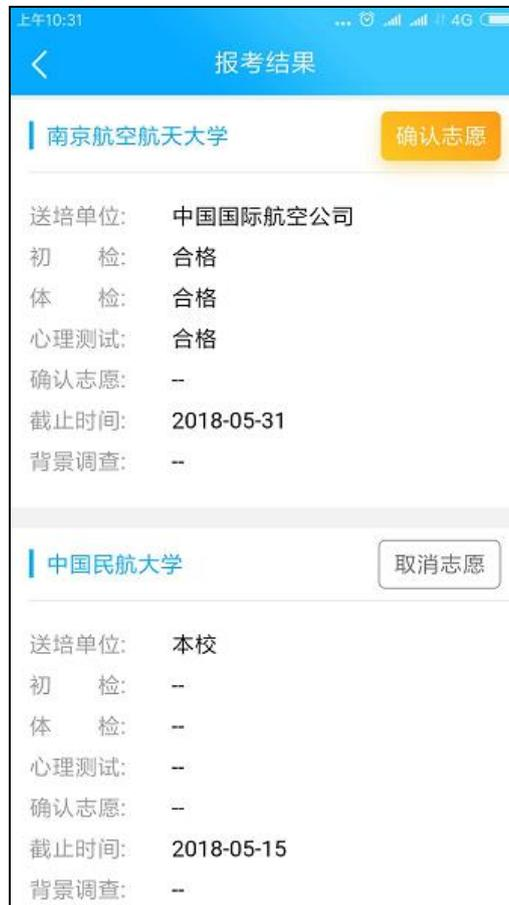 上午10:31 ... 4G
报考结果
南京航空航天大学 确认志愿
送培单位: 中国国际航空公司
初 检: 合格
体 检: 合格
心理测试: 合格
确认志愿: --
截止时间: 2018-05-31
背景调查: --
中国民航大学 取消志愿
送培单位: 本校
初 检: --
体 检: --
心理测试: --
确认志愿: --
截止时间: 2018-05-15
背景调查: --